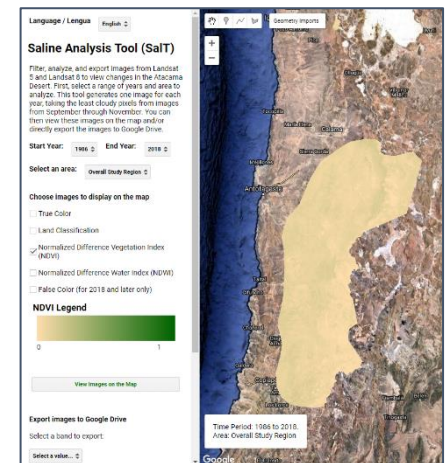 Language / Lengua English
Saline Analysis Tool (SalT)
Filter, analyze, and export images from Landsat
5 and Landsat 8 to view changes in the Atacama
Desert. First, select a range of years and area to
analyze. This tool generates one image for each
year, taking the least cloudy pixels from images
from September through November. You can
then view these images on the map and/or
directly export the images to Google Drive.
Start Year: 1986 End Year: 2018
Select an area: Overall Study Region
Choose images to display on the map
True Color
Land Classification
Normalized Difference Vegetation Index
(NDVI)
Normalized Difference Water Index (NDWI)
False Color (for 2018 and later only)
NDVI Legend
0 1
View Images on the Map
Export images to Google Drive
Select a band to export:
Select a value...
Geometry Imports
+
−
Calama
Antofagasta
Time Period: 1986 to 2018.
Area: Overall Study Region
Google